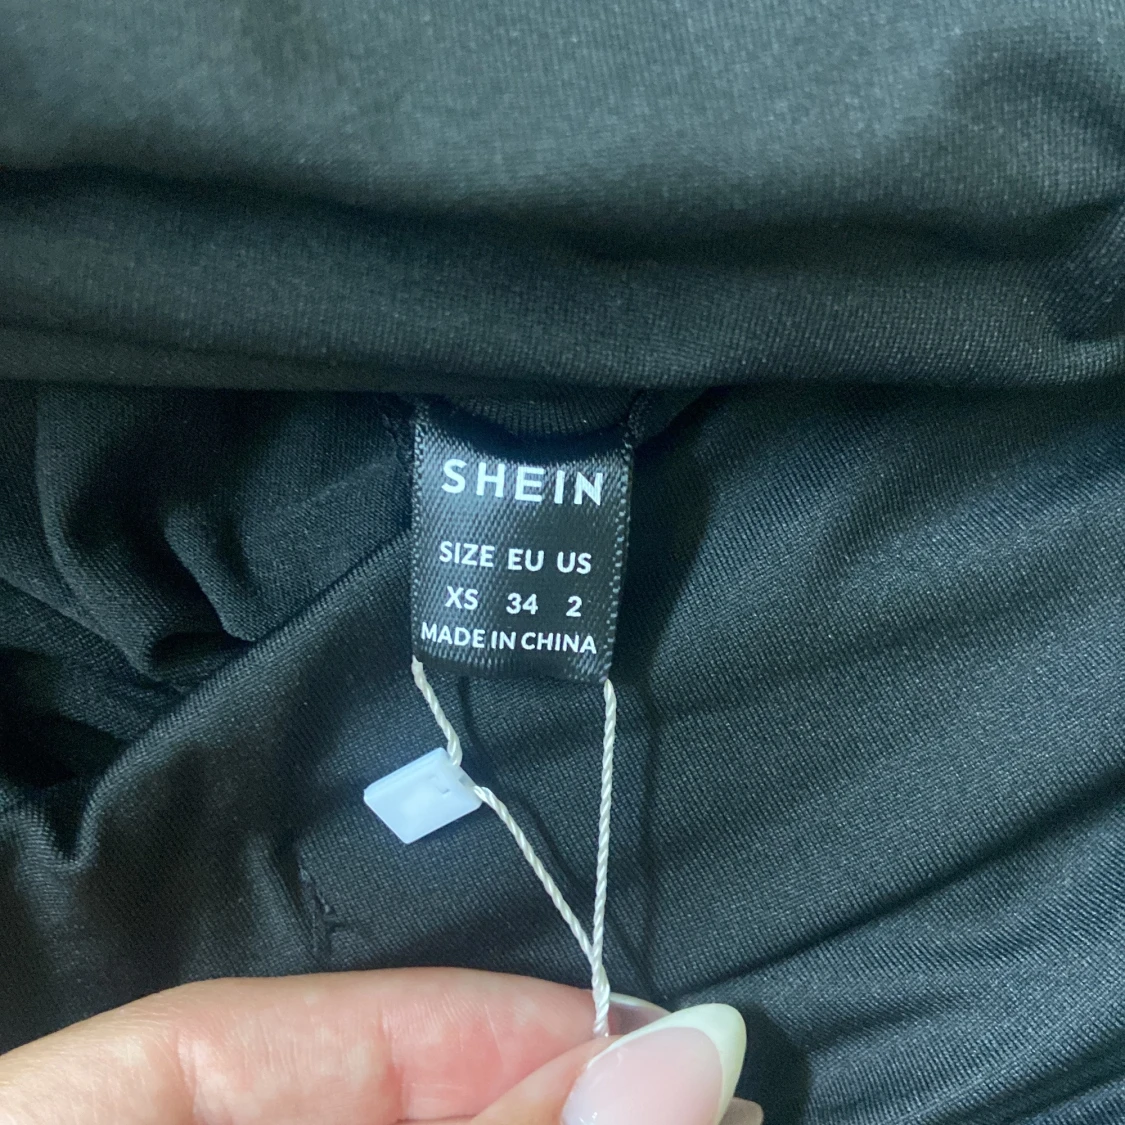 SHEIN
SIZE EU US
XS 34 2
MADE IN CHINA